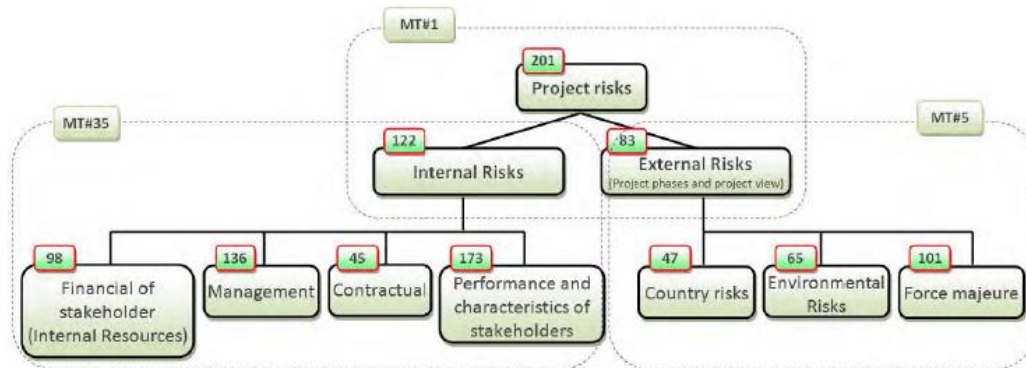 MT#1
201
Project risks
MT#35
MT#5
122
Internal Risks
83
External Risks
(Project phases and project view)
98
Financial of
stakeholder
(Internal Resources)
136
Management
45
Contractual
173
Performance and
characteristics of
stakeholders
47
Country risks
65
Environmental
Risks
101
Force majeure